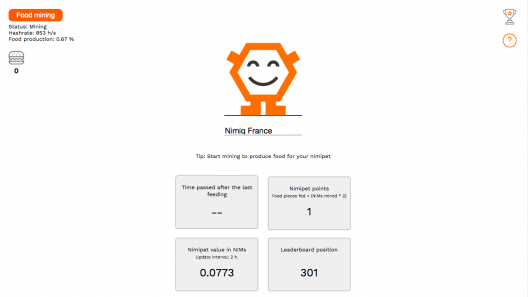 Food mining
Status: Mining
Hashrate: 853 h/s
Food production: 0.67 %
0
?
Nimiq France
Tip: Start mining to produce food for your nimipet
Time passed after the last
feeding
--
Nimipet points
Food pieces fed + (NIMs mined * 2)
1
Nimipet value in NIMs
Update interval: 2 h.
0.0773
Leaderboard position
301